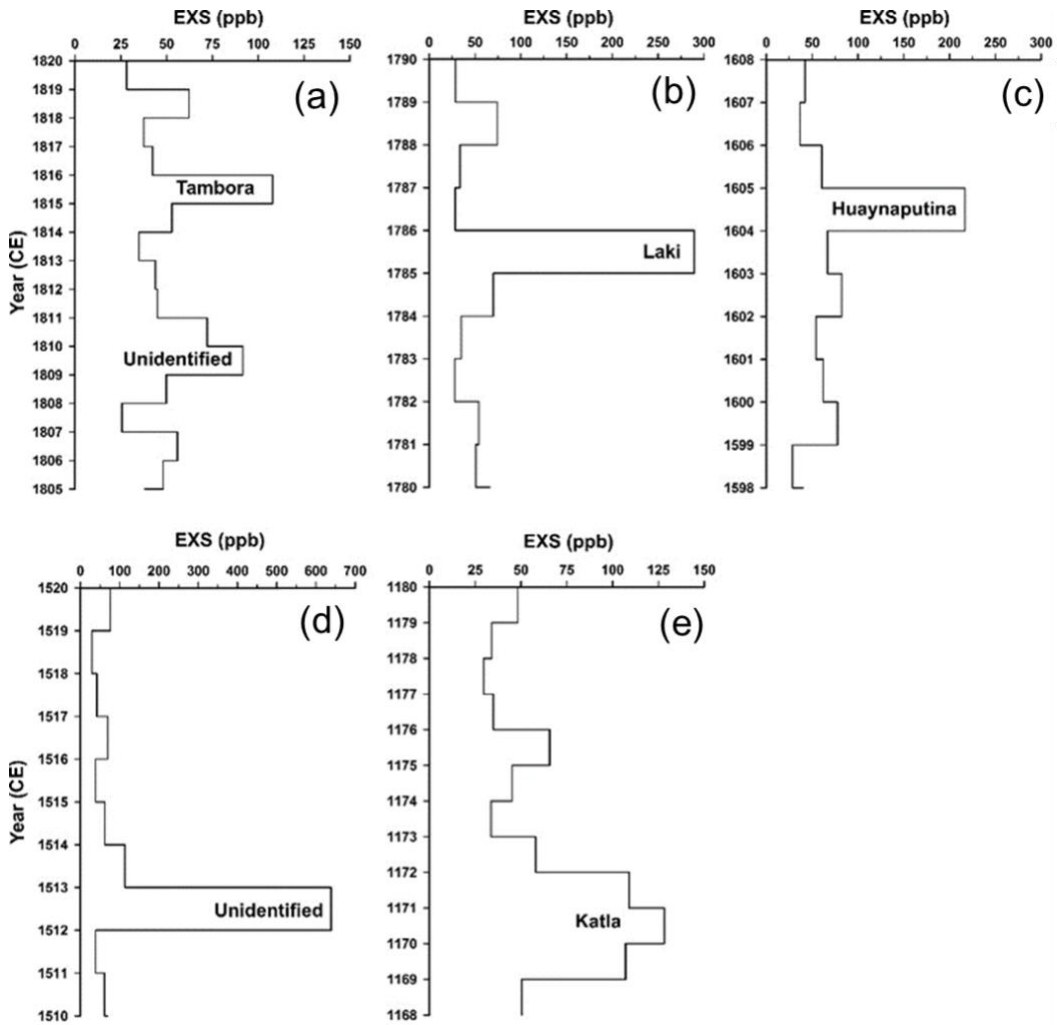 EXS (ppb)
0 25 50 75 100 125 150
1820
1819
1818
1817
1816
1815
1814
1813
1812
1811
1810
1809
1808
1807
1806
1805
Year (CE)
(a)
Tambora
Unidentified
EXS (ppb)
0 50 100 150 200 250 300
1790
1789
1788
1787
1786
1785
1784
1783
1782
1781
1780
(b)
Laki
EXS (ppb)
0 50 100 150 200 250 300
1608
1607
1606
1605
1604
1603
1602
1601
1600
1599
1598
(c)
Huaynaputina
EXS (ppb)
0 100 200 300 400 500 600 700
1520
1519
1518
1517
1516
1515
1514
1513
1512
1511
1510
Year (CE)
(d)
Unidentified
EXS (ppb)
0 25 50 75 100 125 150
1180
1179
1178
1177
1176
1175
1174
1173
1172
1171
1170
1169
1168
(e)
Katla